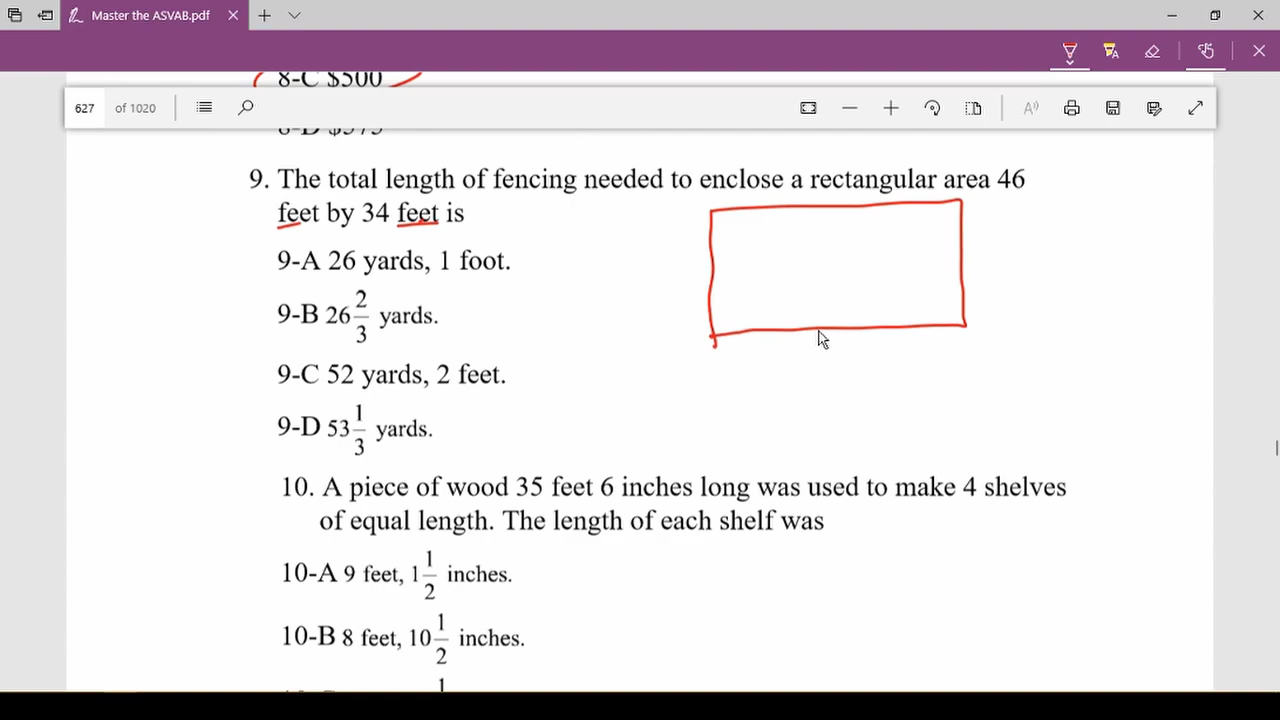 Master the ASVAB.pdf
8-C $500
627 of 1020
9. The total length of fencing needed to enclose a rectangular area 46
feet by 34 feet is
9-A 26 yards, 1 foot.
9-B 26 2/3 yards.
9-C 52 yards, 2 feet.
9-D 53 1/3 yards.
10. A piece of wood 35 feet 6 inches long was used to make 4 shelves
of equal length. The length of each shelf was
10-A 9 feet, 1 1/2 inches.
10-B 8 feet, 10 1/2 inches.